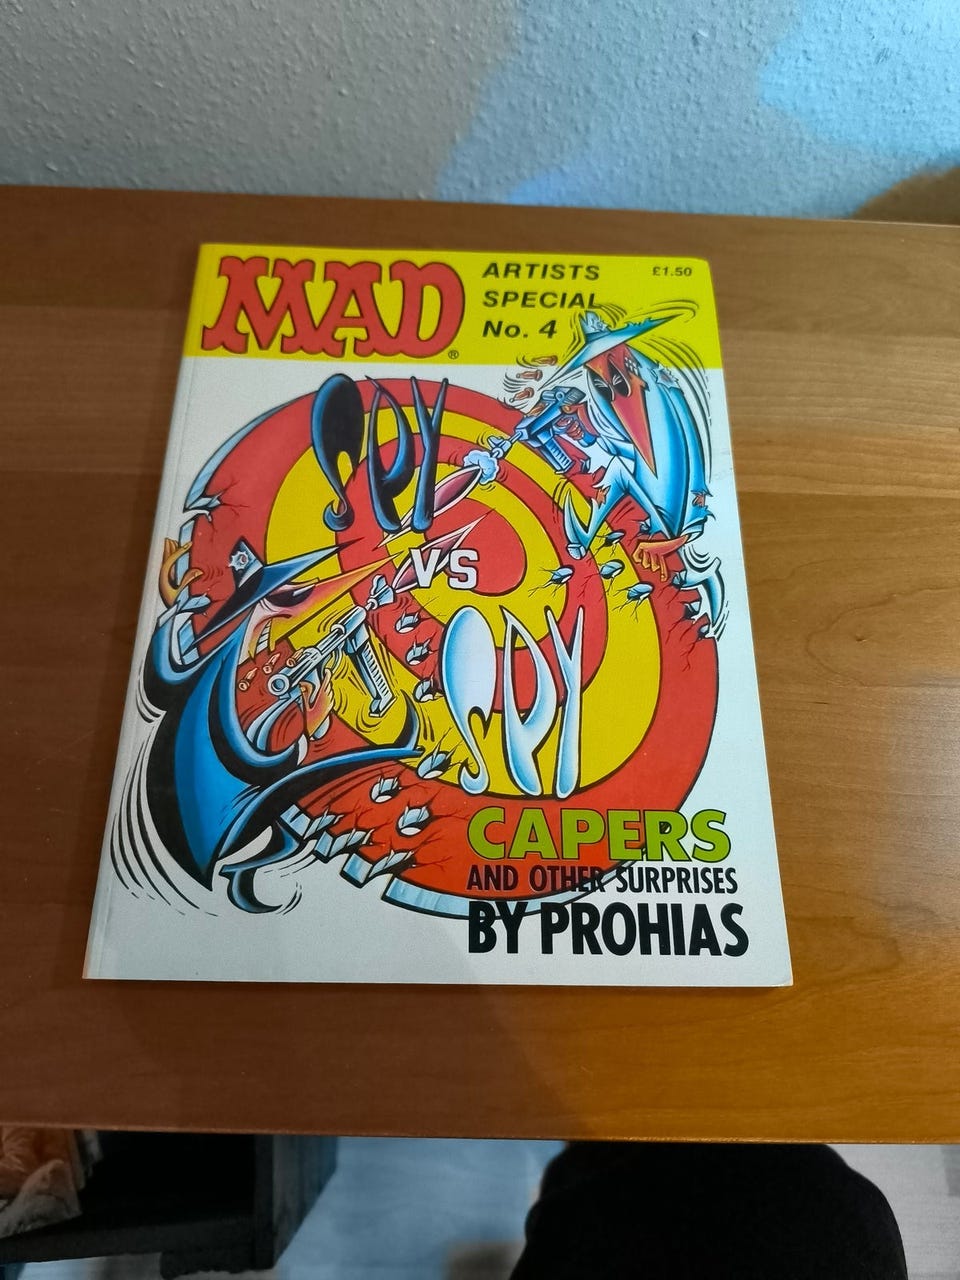 MAD®
ARTISTS
SPECIAL
No. 4
£1.50
SPY
VS
SPY
CAPERS
AND OTHER SURPRISES
BY PROHIAS